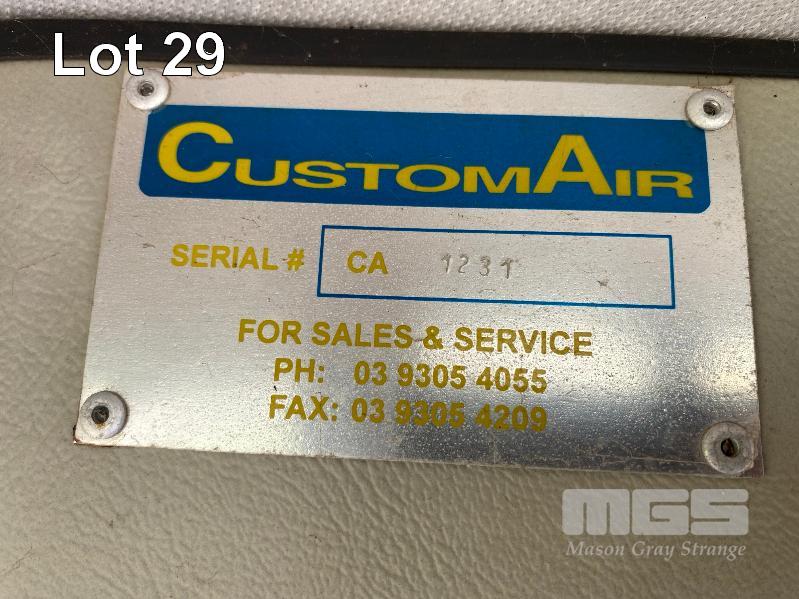 Lot 29
CUSTOMAIR
SERIAL # CA 1231
FOR SALES & SERVICE
PH: 03 9305 4055
FAX: 03 9305 4209
MGS
Mason Gray Strange